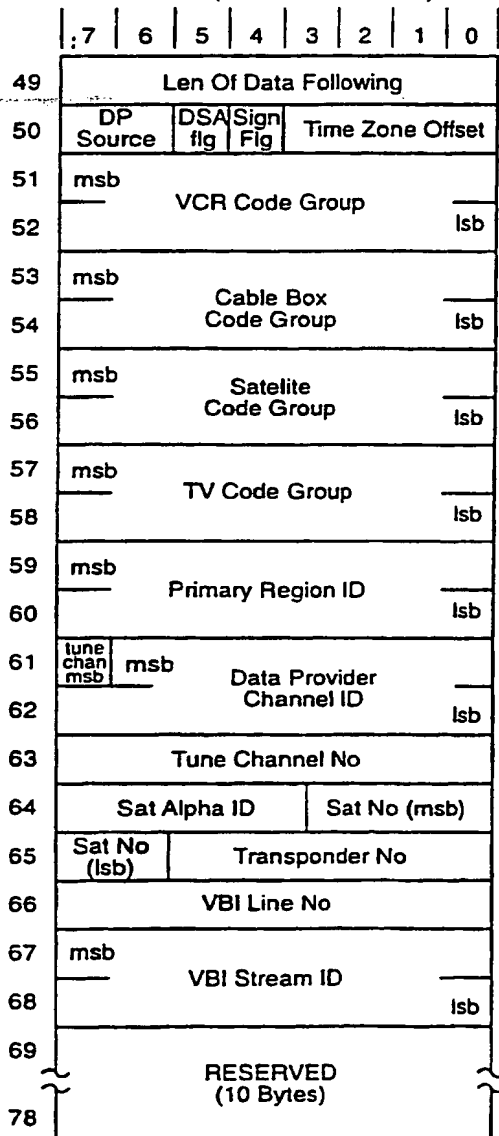 7 6 5 4 3 2 1 0
49 Len Of Data Following
50 DP Source DSA flg Sign Flg Time Zone Offset
51 msb
VCR Code Group
52 lsb
53 msb
Cable Box
Code Group
54 lsb
55 msb
Satelite
Code Group
56 lsb
57 msb
TV Code Group
58 lsb
59 msb
Primary Region ID
60 lsb
61 tune chan msb msb
Data Provider
Channel ID
62 lsb
63 Tune Channel No
64 Sat Alpha ID Sat No (msb)
65 Sat No (lsb) Transponder No
66 VBI Line No
67 msb
VBI Stream ID
68 lsb
69
RESERVED
(10 Bytes)
78